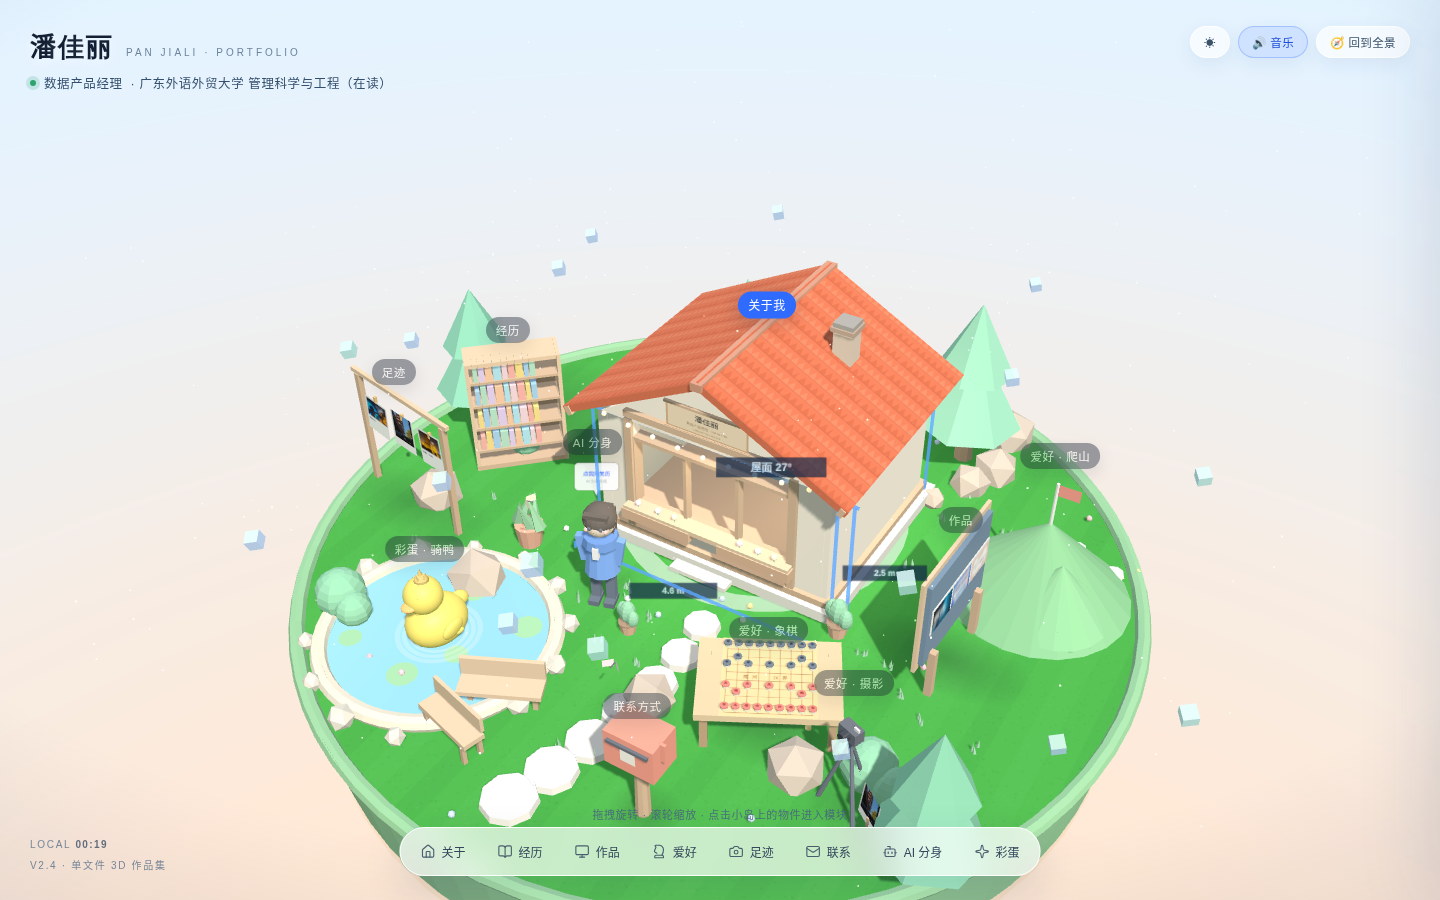 潘佳丽 PAN JIALI · PORTFOLIO
数据产品经理 · 广东外语外贸大学 管理科学与工程（在读）
音乐
回到全景
关于我
经历
足迹
AI 分身
潘佳丽
屋面 27°
爱好 · 爬山
作品
彩蛋 · 骑鸭
4.6 m
2.5 m
爱好 · 象棋
爱好 · 摄影
联系方式
拖拽旋转 · 滚轮缩放 · 点击小岛上的物件进入模块
LOCAL 00:19
V2.4 · 单文件 3D 作品集
关于 经历 作品 爱好 足迹 联系 AI 分身 彩蛋